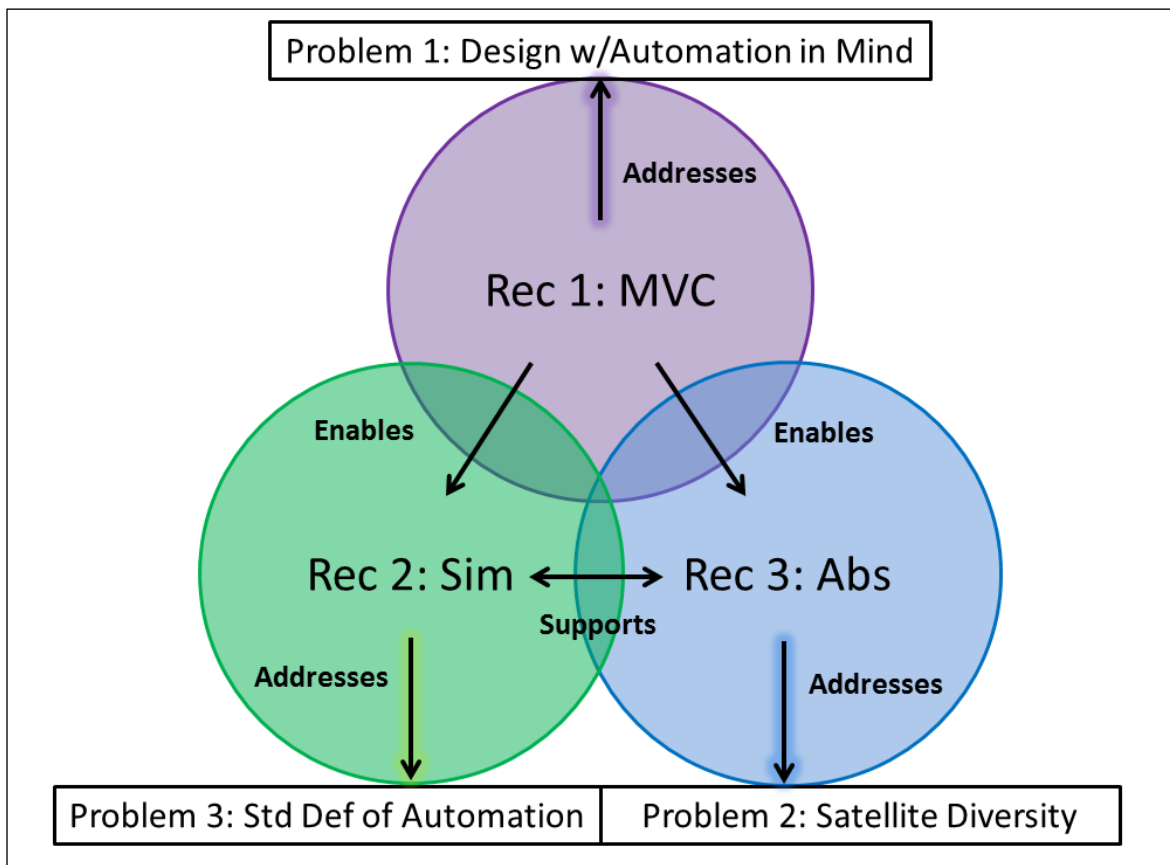 Problem 1: Design w/Automation in Mind
Addresses
Rec 1: MVC
Enables
Enables
Rec 2: Sim
Rec 3: Abs
Supports
Addresses
Addresses
Problem 3: Std Def of Automation
Problem 2: Satellite Diversity